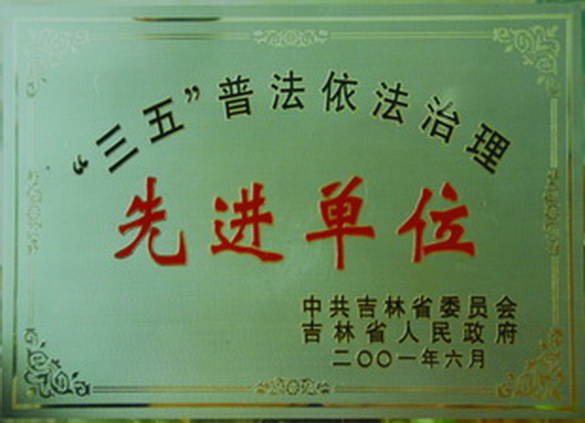 “三五”普法依法治理
先进单位
中共吉林省委员会
吉林省人民政府
二〇〇一年六月